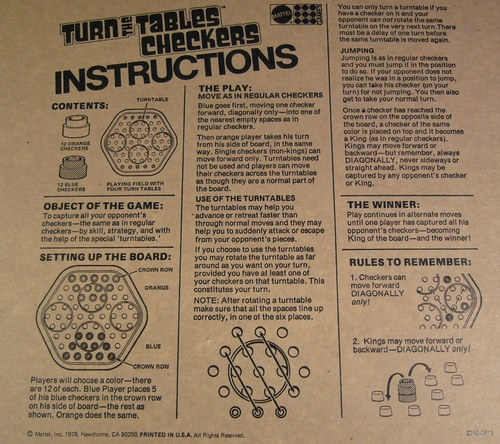 TURN THE TABLES™
CHECKERS
INSTRUCTIONS
MATTEL
CONTENTS:
TURNTABLE
12 ORANGE
CHECKERS
12 BLUE
CHECKERS
PLAYING FIELD WITH
FOUR TURN TABLES
OBJECT OF THE GAME:
To capture all your opponent's
checkers—the same as in regular
checkers—by skill, strategy, and with
the help of the special 'turntables.'
SETTING UP THE BOARD:
CROWN ROW
ORANGE
BLUE
CROWN ROW
Players will choose a color—there
are 12 of each. Blue Player places 5
of his blue checkers in the crown row
on his side of board—the rest as
shown. Orange does the same.
© Mattel, Inc. 1976, Hawthorne, CA 90250. PRINTED IN U.S.A. All Rights Reserved.
THE PLAY:
MOVE AS IN REGULAR CHECKERS
Blue goes first, moving one checker
forward, diagonally only—into one of
the nearest empty spaces as in
regular checkers.
Then orange player takes his turn
from his side of board, in the same
way. Single checkers (non-kings) can
move forward only. Turntables need
not be used and players can move
their checkers across the turntables
as though they are a normal part of
the board.
USE OF THE TURNTABLES
The turntables may help you
advance or retreat faster than
through normal moves and they may
help you to suddenly attack or escape
from your opponent's pieces.
If you choose to use the turntables
you may rotate the turntable as far
around as you want on your turn,
provided you have at least one of
your checkers on that turntable. This
constitutes your turn.
NOTE: After rotating a turntable
make sure that all the spaces line up
correctly, in one of the six places.
You can only turn a turntable if you
have a checker on it and your
opponent can not rotate the same
turntable on the very next turn. There
must be a delay of one turn before
the same turntable is moved again.
JUMPING
Jumping is as in regular checkers
and you must jump if in the position
to do so. If your opponent does not
realize he was in a position to jump,
you can take his checker (on your
turn) for not jumping. You then also
get to take your normal turn.
Once a checker has reached the
crown row on the opposite side of
the board, a checker of the same
color is placed on top and it becomes
a King (as in regular checkers).
Kings may move forward or
backward—but remember, always
DIAGONALLY, never sideways or
straight ahead. Kings may be
captured by any opponent's checker
or King.
THE WINNER:
Play continues in alternate moves
until one player has captured all his
opponent's checkers—becoming
King of the board—and the winner!
RULES TO REMEMBER:
1. Checkers can
move forward
DIAGONALLY
only!
2. Kings may move forward or
backward—DIAGONALLY only!